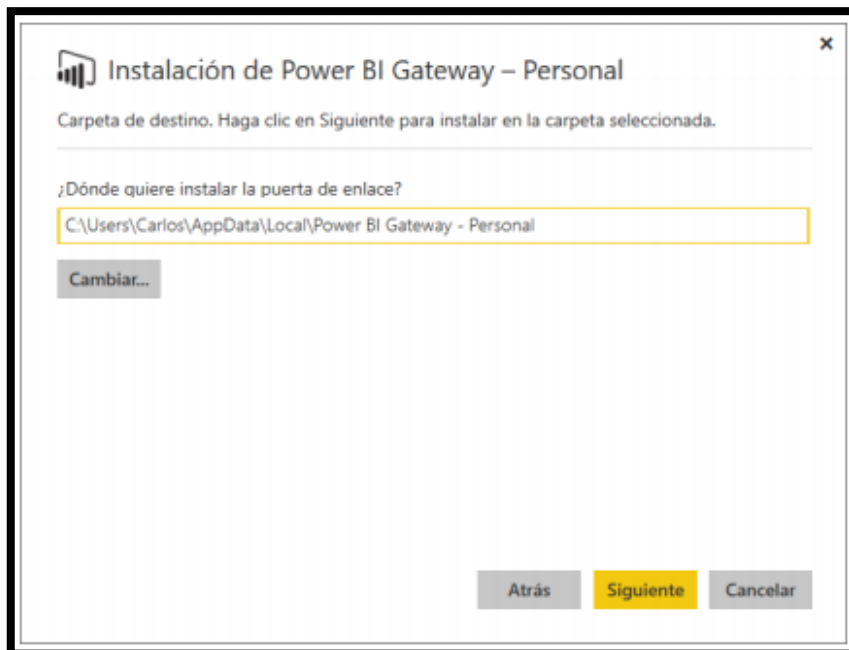 Instalación de Power BI Gateway – Personal
Carpeta de destino. Haga clic en Siguiente para instalar en la carpeta seleccionada.
¿Dónde quiere instalar la puerta de enlace?
C:\Users\Carlos\AppData\Local\Power BI Gateway - Personal
Cambiar...
Atrás Siguiente Cancelar